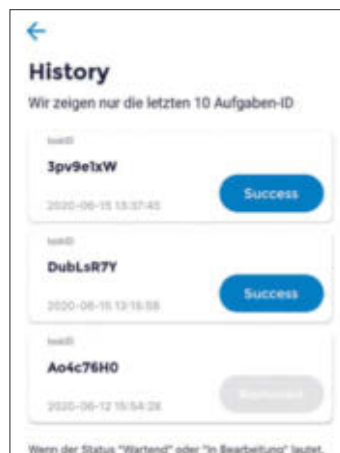 History
Wir zeigen nur die letzten 10 Aufgaben-ID
taskID
3pv9e1xW
Success
2020-06-15 13:37:45
taskID
DubLsR7Y
Success
2020-06-15 13:15:58
taskID
Ao4c76H0
2020-06-12 15:54:28
Wenn der Status "Wartend" oder "In Bearbeitung" lautet,